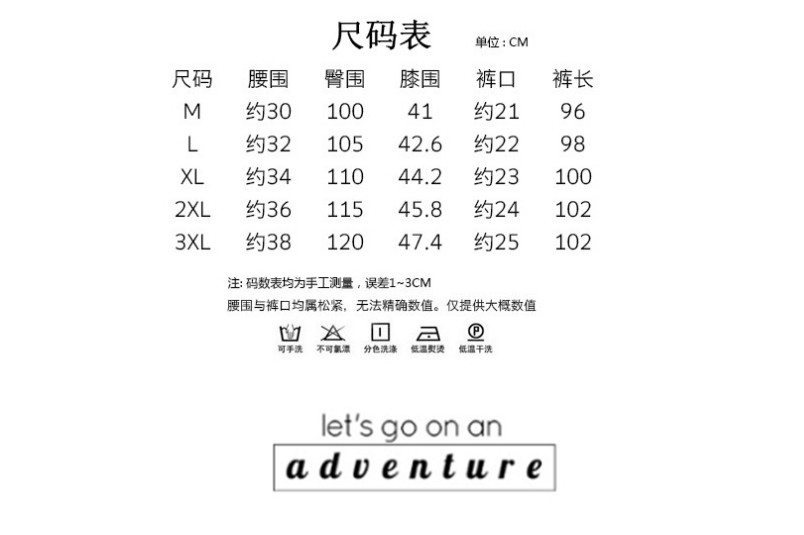 尺码表 单位 : CM
尺码 腰围 臀围 膝围 裤口 裤长
M 约30 100 41 约21 96
L 约32 105 42.6 约22 98
XL 约34 110 44.2 约23 100
2XL 约36 115 45.8 约24 102
3XL 约38 120 47.4 约25 102
注: 码数表均为手工测量，误差1~3CM
腰围与裤口均属松紧，无法精确数值。仅提供大概数值
可手洗 不可氯漂 分色洗涤 低温熨烫 低温干洗
let's go on an
adventure